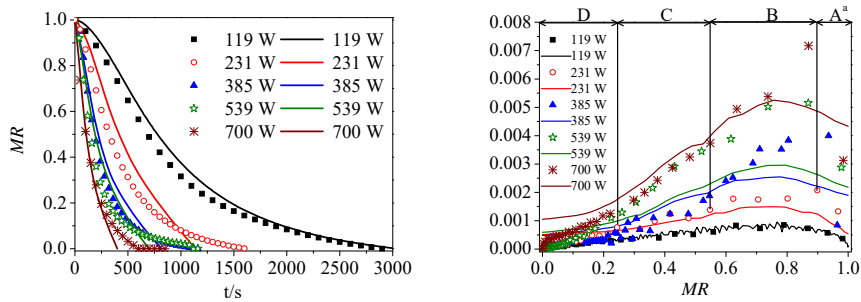 1.0
0.8
0.6
0.4
0.2
0.0
MR
0 500 1000 1500 2000 2500 3000
t/s
119 W 119 W
231 W 231 W
385 W 385 W
539 W 539 W
700 W 700 W
0.008
0.007
0.006
0.005
0.004
0.003
0.002
0.001
0.000
D C B Aª
119 W
119 W
231 W
231 W
385 W
385 W
539 W
539 W
700 W
700 W
0.0 0.2 0.4 0.6 0.8 1.0
MR